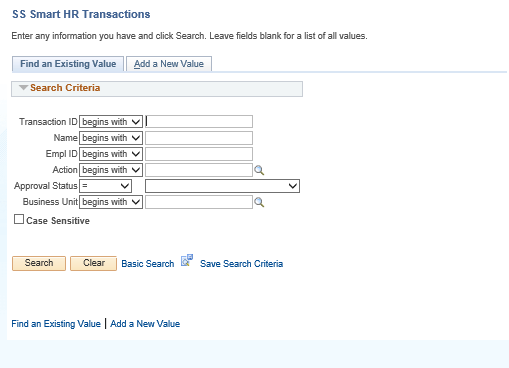 SS Smart HR Transactions
Enter any information you have and click Search. Leave fields blank for a list of all values.
Find an Existing Value Add a New Value
Search Criteria
Transaction ID begins with
Name begins with
Empl ID begins with
Action begins with
Approval Status =
Business Unit begins with
Case Sensitive
Search Clear Basic Search Save Search Criteria
Find an Existing Value | Add a New Value